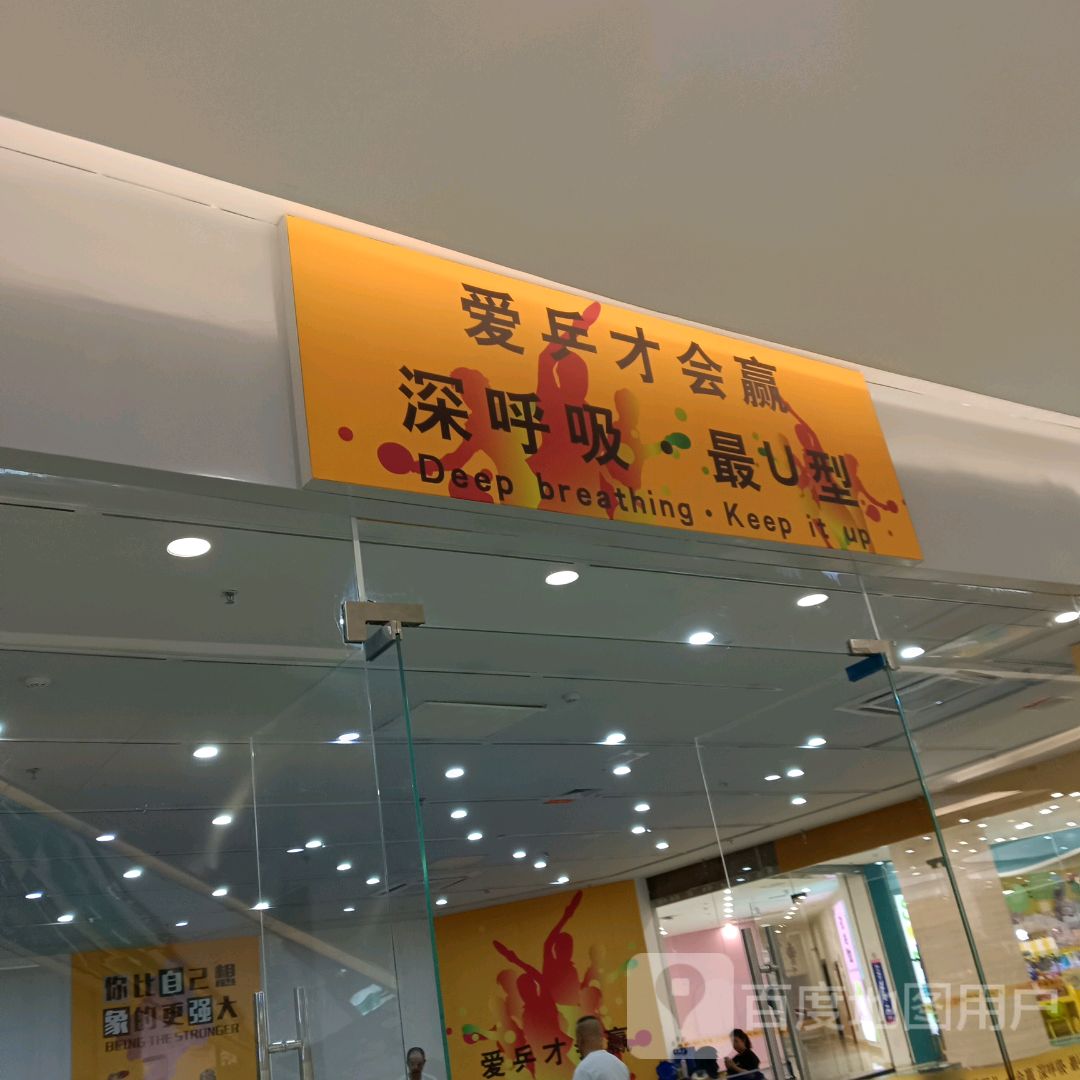 爱乒才会赢
深呼吸·最U型
Deep breathing·Keep it up
你比自己想
象的更强大
BEING THE STRONGER
爱乒才会赢
百度地图用户